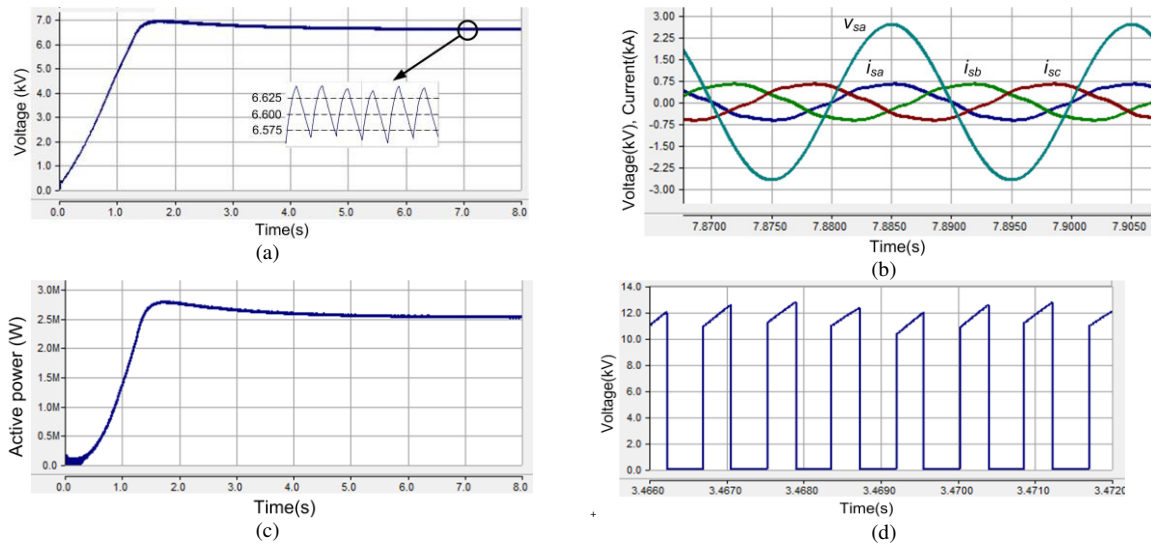 7.0
6.0
5.0
4.0
3.0
2.0
1.0
0.0
Voltage (kV)
6.625
6.600
6.575
0.0 1.0 2.0 3.0 4.0 5.0 6.0 7.0 8.0
Time(s)
(a)
3.00
2.25
1.50
0.75
0.00
-0.75
-1.50
-2.25
-3.00
Voltage(kV), Current(kA)
vsa
isa isb isc
7.8700 7.8750 7.8800 7.8850 7.8900 7.8950 7.9000 7.9050
Time(s)
(b)
3.0M
2.5M
2.0M
1.5M
1.0M
0.5M
0.0
Active power (W)
0.0 1.0 2.0 3.0 4.0 5.0 6.0 7.0 8.0
Time(s)
(c)
14.0
12.0
10.0
8.0
6.0
4.0
2.0
0.0
Voltage(kV)
3.4660 3.4670 3.4680 3.4690 3.4700 3.4710 3.4720
Time(s)
(d)
+